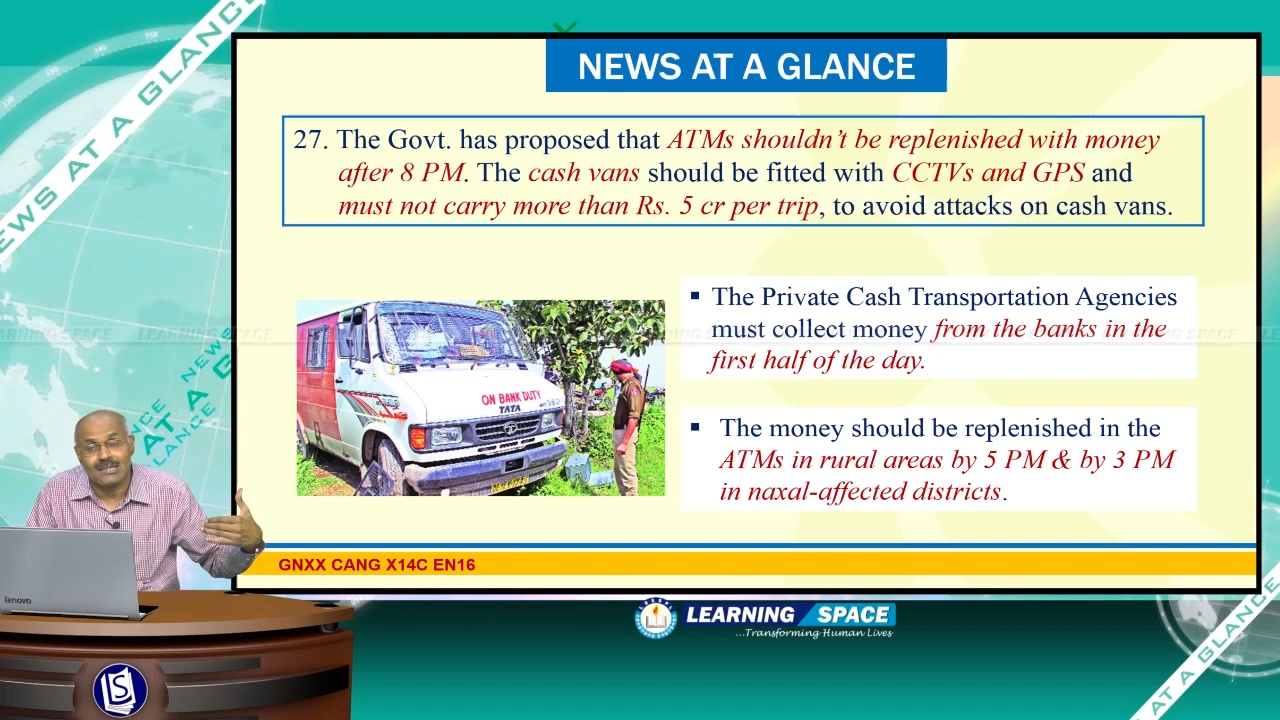 NEWS AT A GLANCE
NEWS AT A GLANCE
27. The Govt. has proposed that ATMs shouldn’t be replenished with money
after 8 PM. The cash vans should be fitted with CCTVs and GPS and
must not carry more than Rs. 5 cr per trip, to avoid attacks on cash vans.
▪ The Private Cash Transportation Agencies
must collect money from the banks in the
first half of the day.
LEARNING SPACE
ON BANK DUTY
TATA
▪ The money should be replenished in the
ATMs in rural areas by 5 PM & by 3 PM
in naxal-affected districts.
GNXX CANG X14C EN16
lenovo
LEARNING SPACE
...Transforming Human Lives
LS
AT A GLANCE